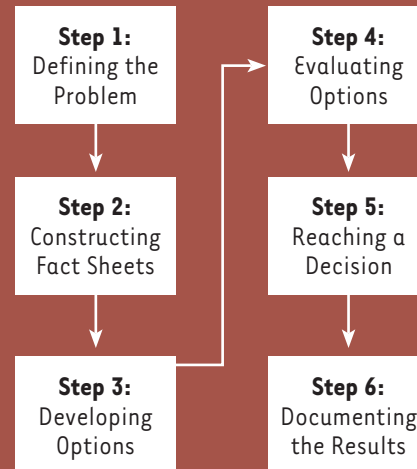 Step 1:
Defining the
Problem
Step 2:
Constructing
Fact Sheets
Step 3:
Developing
Options
Step 4:
Evaluating
Options
Step 5:
Reaching a
Decision
Step 6:
Documenting
the Results